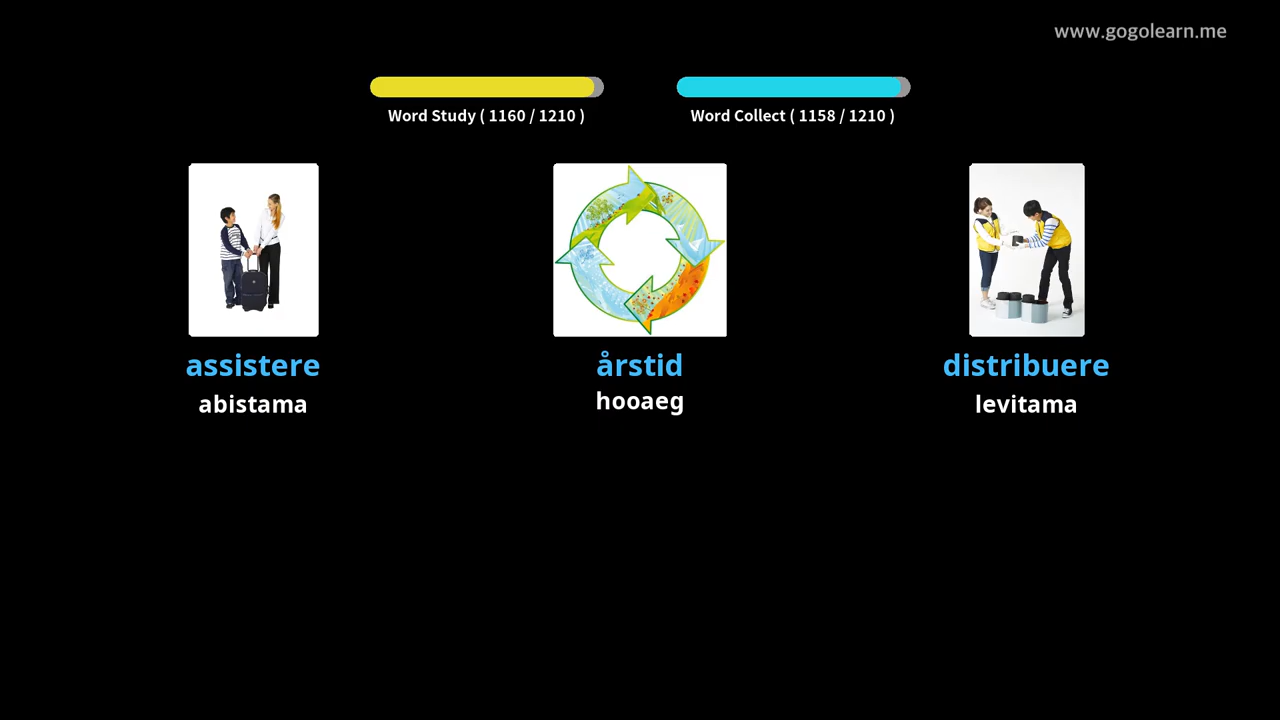 www.gogolearn.me
Word Study ( 1160 / 1210 )
Word Collect ( 1158 / 1210 )
assistere
abistama
årstid
hooaeg
distribuere
levitama